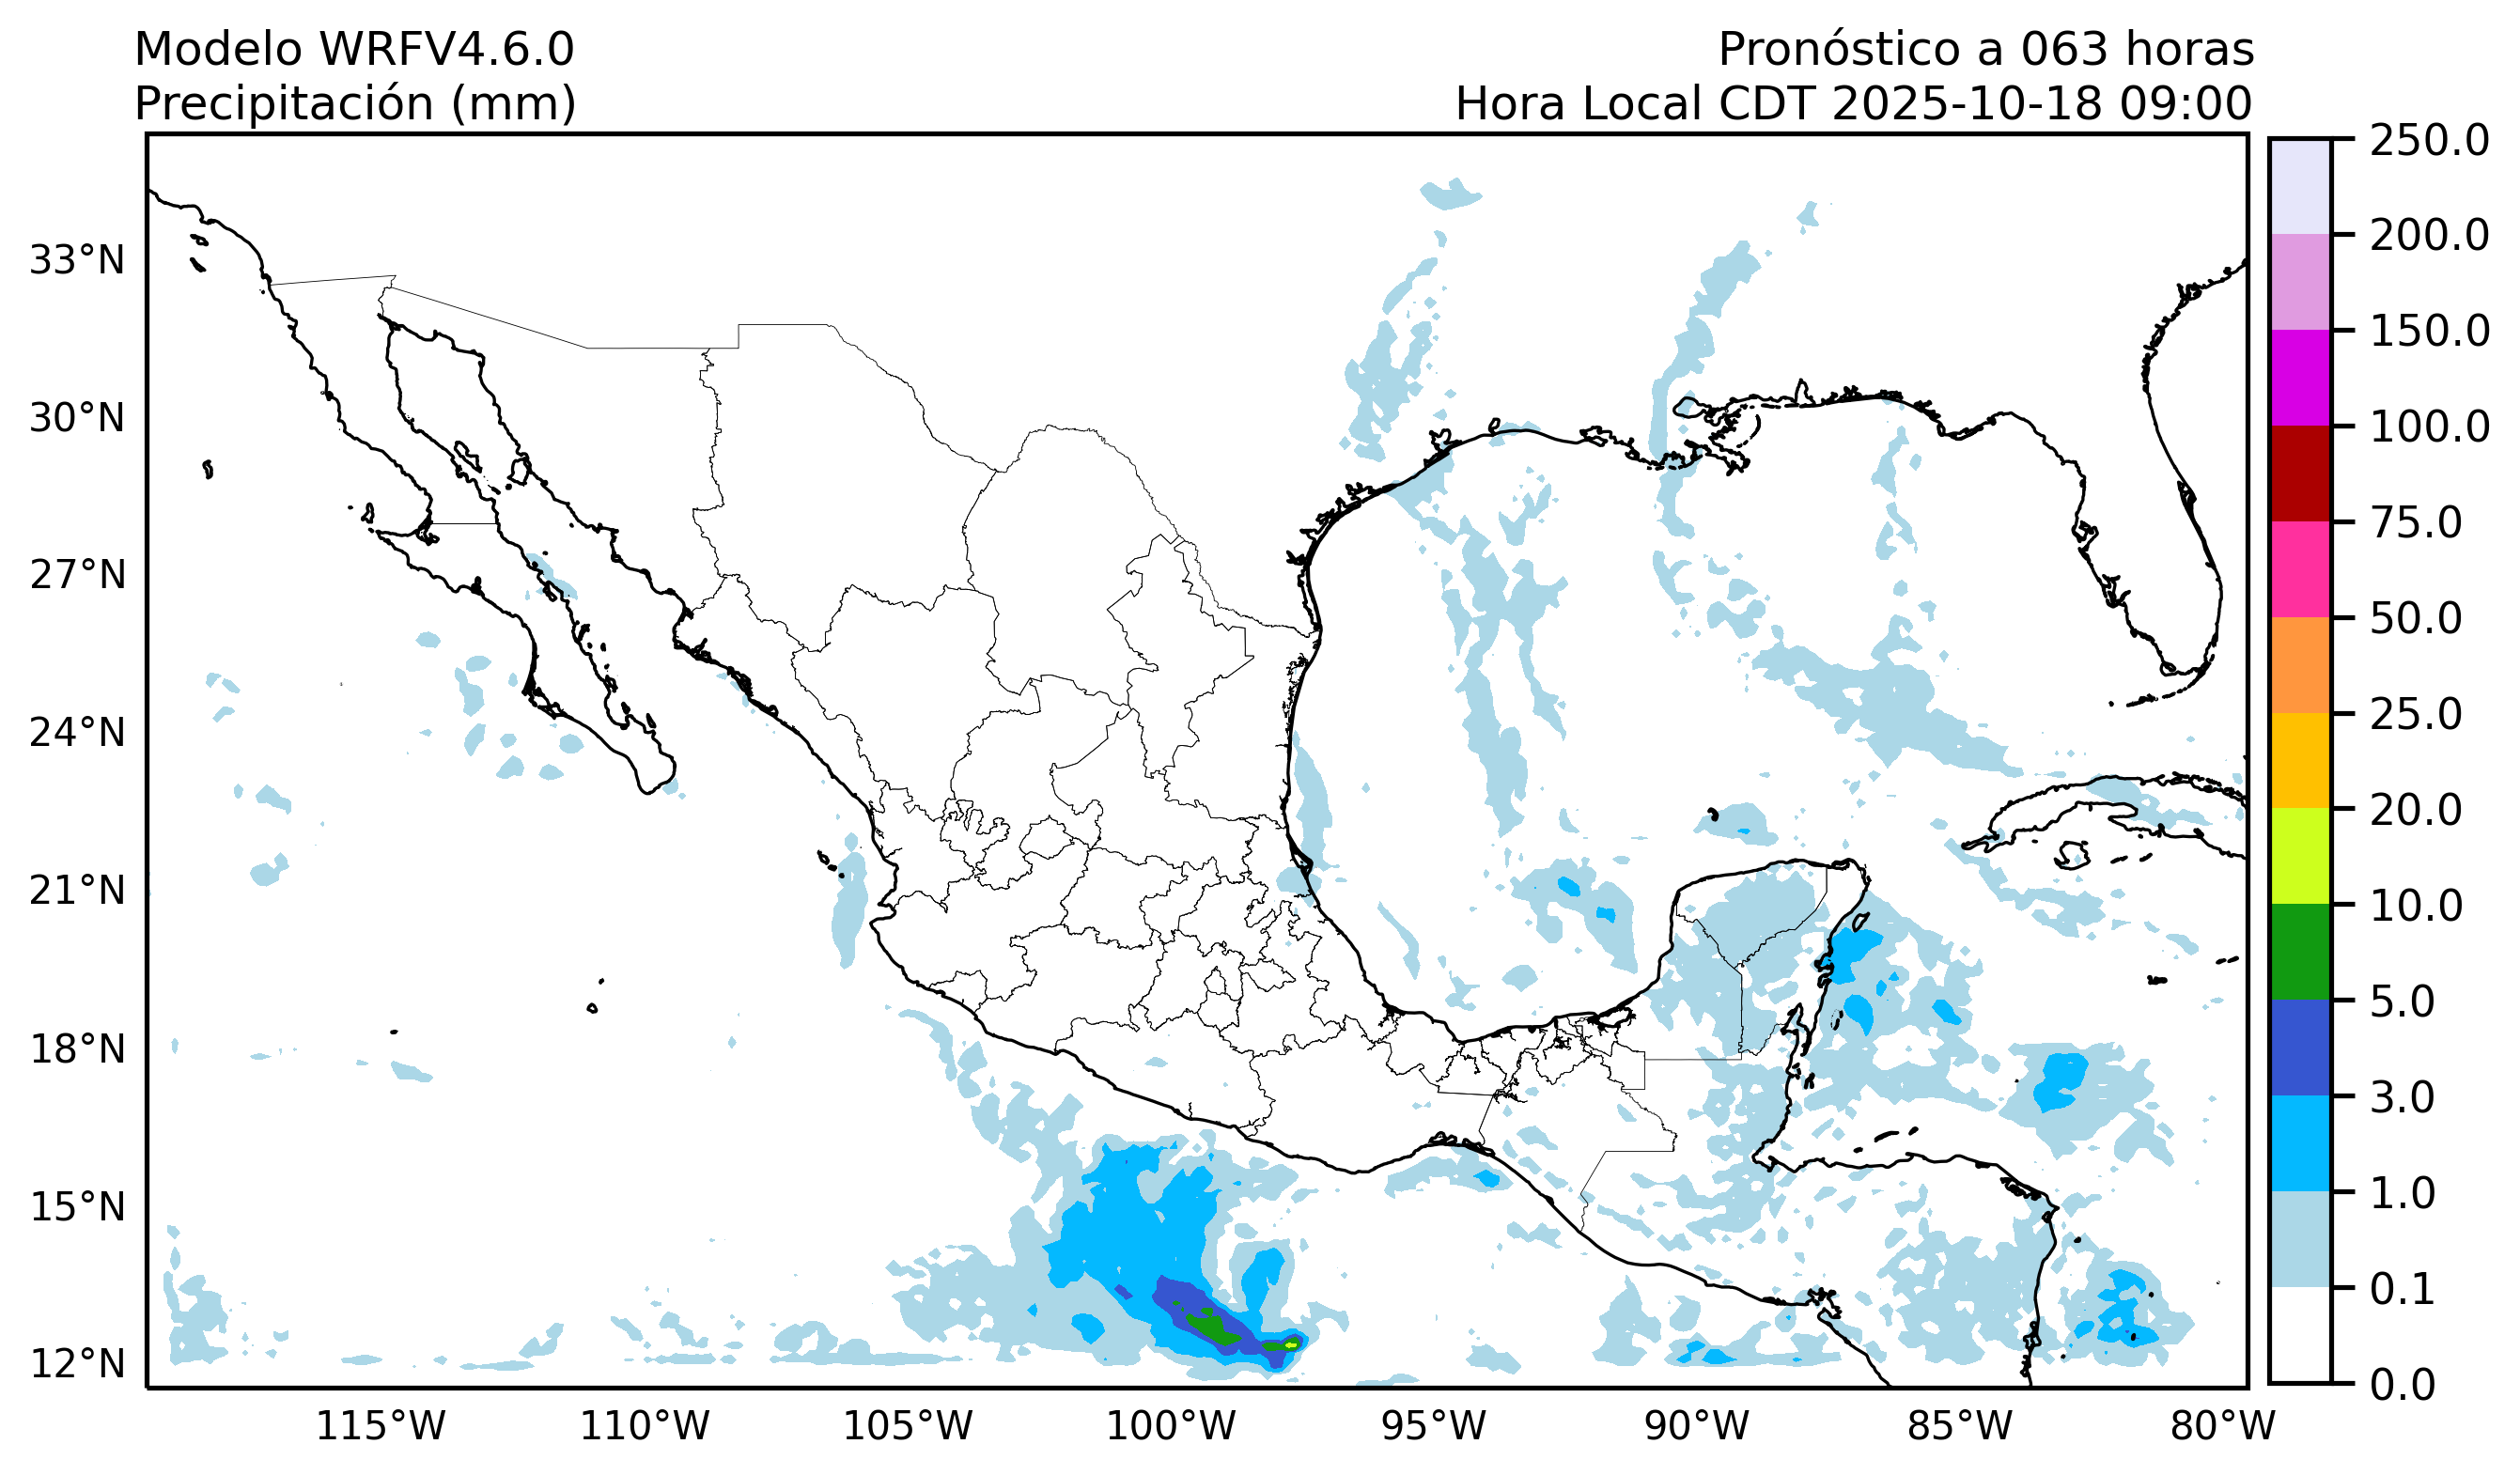 Modelo WRFV4.6.0
Pronóstico a 063 horas
Precipitación (mm)
Hora Local CDT 2025-10-18 09:00
33°N
30°N
27°N
24°N
21°N
18°N
15°N
12°N
115°W
110°W
105°W
100°W
95°W
90°W
85°W
80°W
250.0
200.0
150.0
100.0
75.0
50.0
25.0
20.0
10.0
5.0
3.0
1.0
0.1
0.0